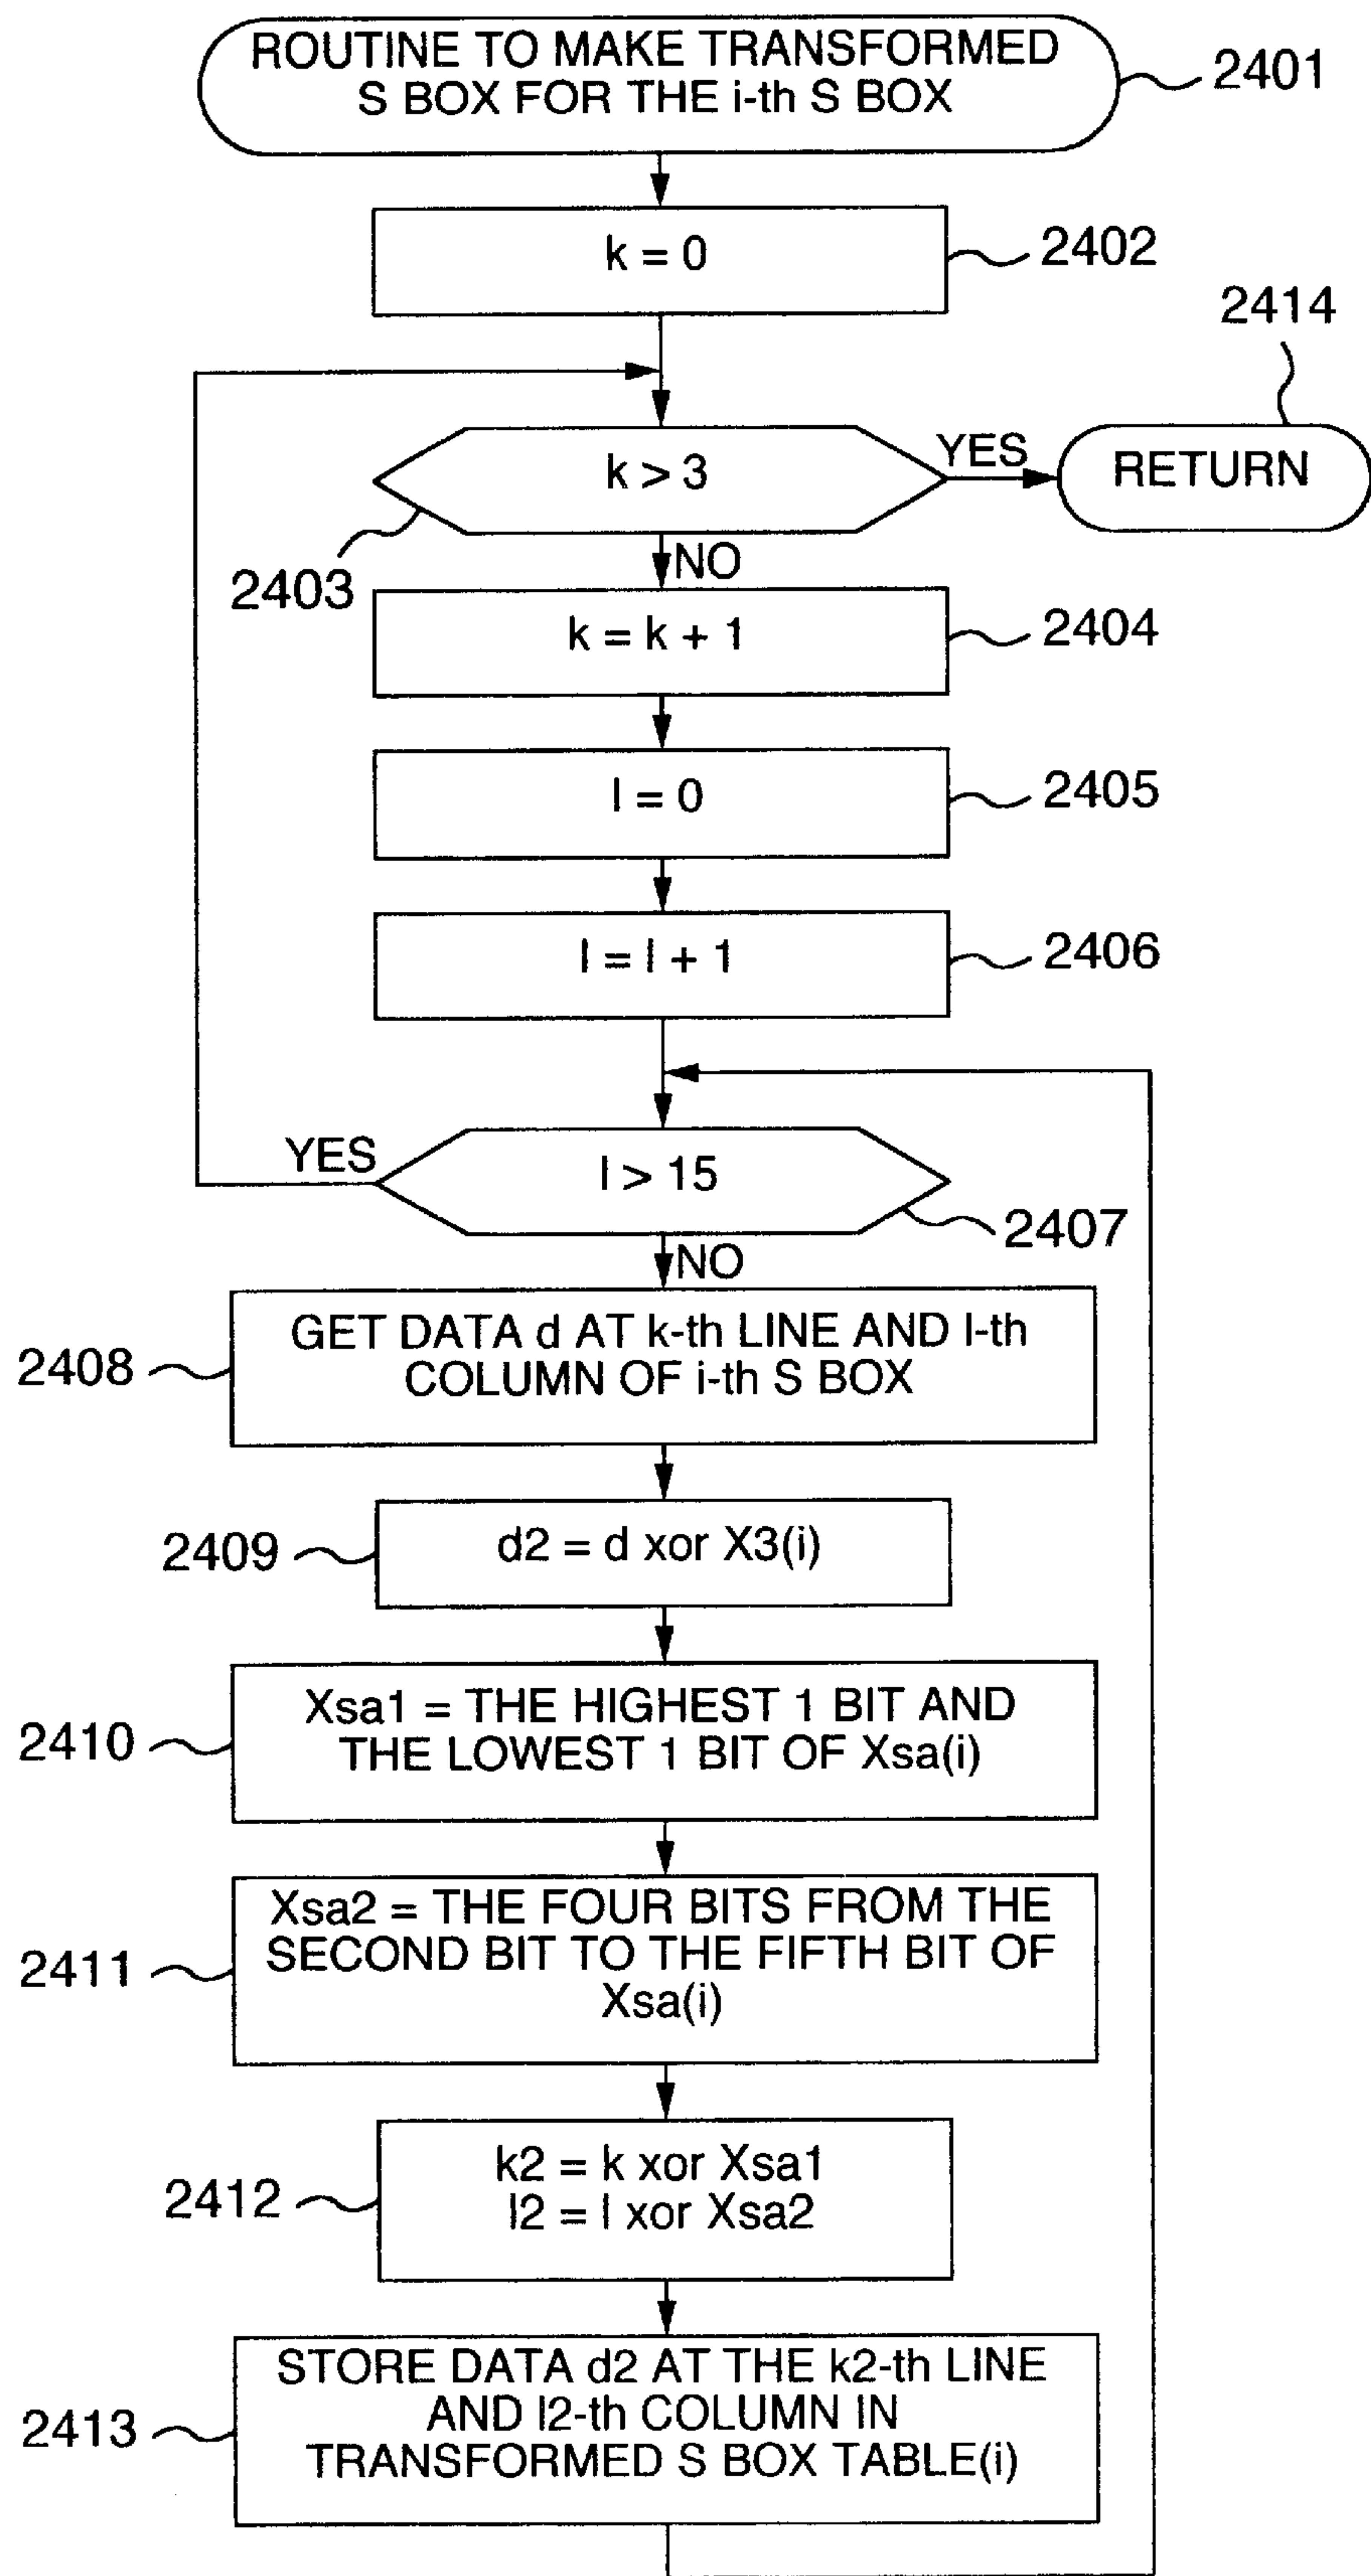 ROUTINE TO MAKE TRANSFORMED
S BOX FOR THE i-th S BOX
2401
k = 0
2402
2414
k > 3
YES
RETURN
2403
NO
k = k + 1
2404
l = 0
2405
l = l + 1
2406
YES
l > 15
2407
NO
2408
GET DATA d AT k-th LINE AND l-th
COLUMN OF i-th S BOX
2409
d2 = d xor X3(i)
2410
Xsa1 = THE HIGHEST 1 BIT AND
THE LOWEST 1 BIT OF Xsa(i)
2411
Xsa2 = THE FOUR BITS FROM THE
SECOND BIT TO THE FIFTH BIT OF
Xsa(i)
2412
k2 = k xor Xsa1
l2 = l xor Xsa2
2413
STORE DATA d2 AT THE k2-th LINE
AND l2-th COLUMN IN
TRANSFORMED S BOX TABLE(i)